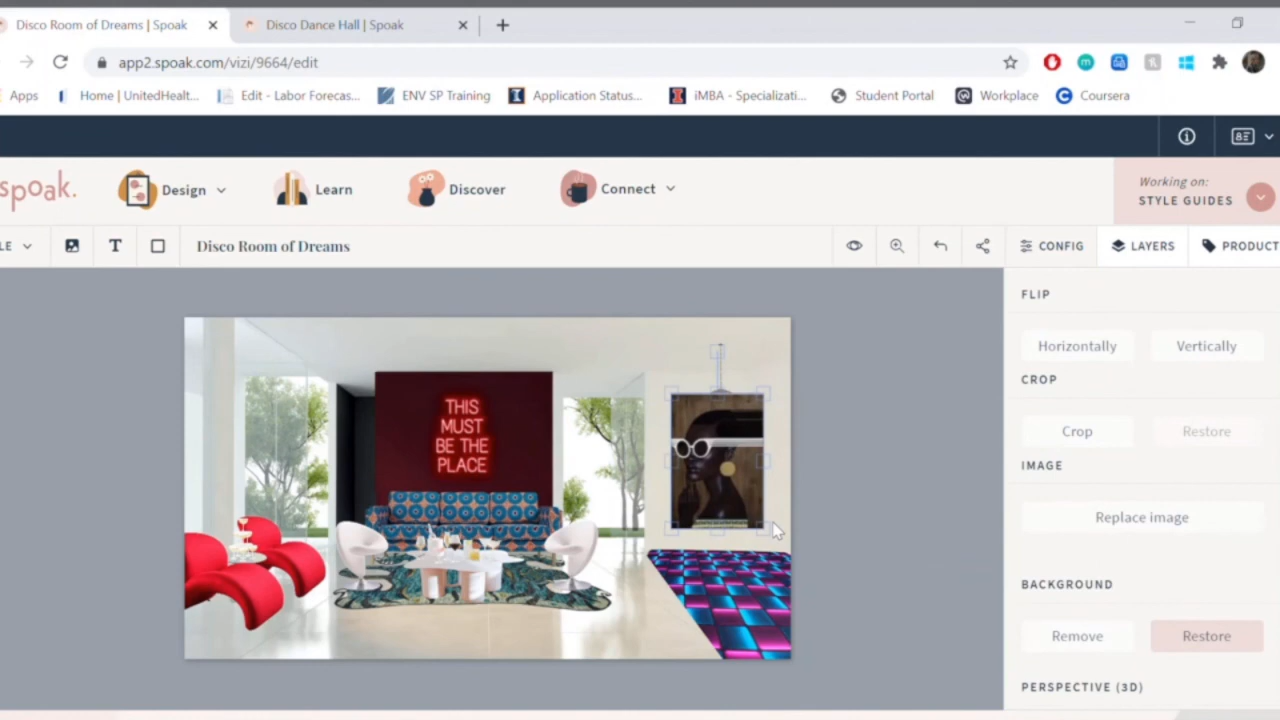 Disco Room of Dreams | Spoak
Disco Dance Hall | Spoak
app2.spoak.com/vizi/9664/edit
Apps
Home | UnitedHealt...
Edit - Labor Forecas...
ENV SP Training
Application Status...
iMBA - Specializati...
Student Portal
Workplace
Coursera
spoak.
Design
Learn
Discover
Connect
Working on:
STYLE GUIDES
LE
T
Disco Room of Dreams
CONFIG
LAYERS
PRODUCT
FLIP
Horizontally
Vertically
CROP
Crop
Restore
IMAGE
Replace image
BACKGROUND
Remove
Restore
PERSPECTIVE (3D)
THIS
MUST
BE THE
PLACE